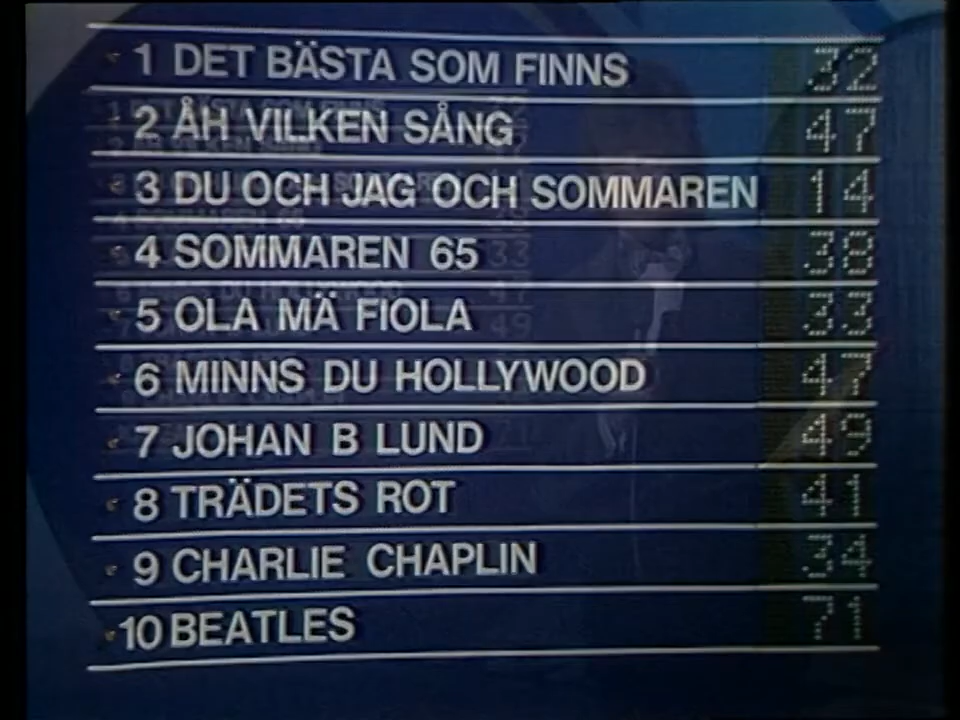 1 DET BÄSTA SOM FINNS
2 ÅH VILKEN SÅNG 47
3 DU OCH JAG OCH SOMMAREN 14
4 SOMMAREN 65 38
5 OLA MÄ FIOLA 33
6 MINNS DU HOLLYWOOD 47
7 JOHAN B LUND 49
8 TRÄDETS ROT 41
9 CHARLIE CHAPLIN
10 BEATLES 71